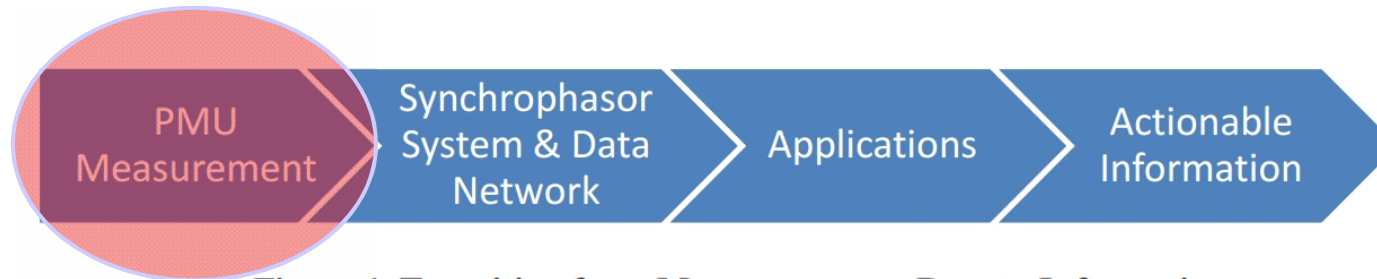 PMU
Measurement
Synchrophasor
System & Data
Network
Applications
Actionable
Information